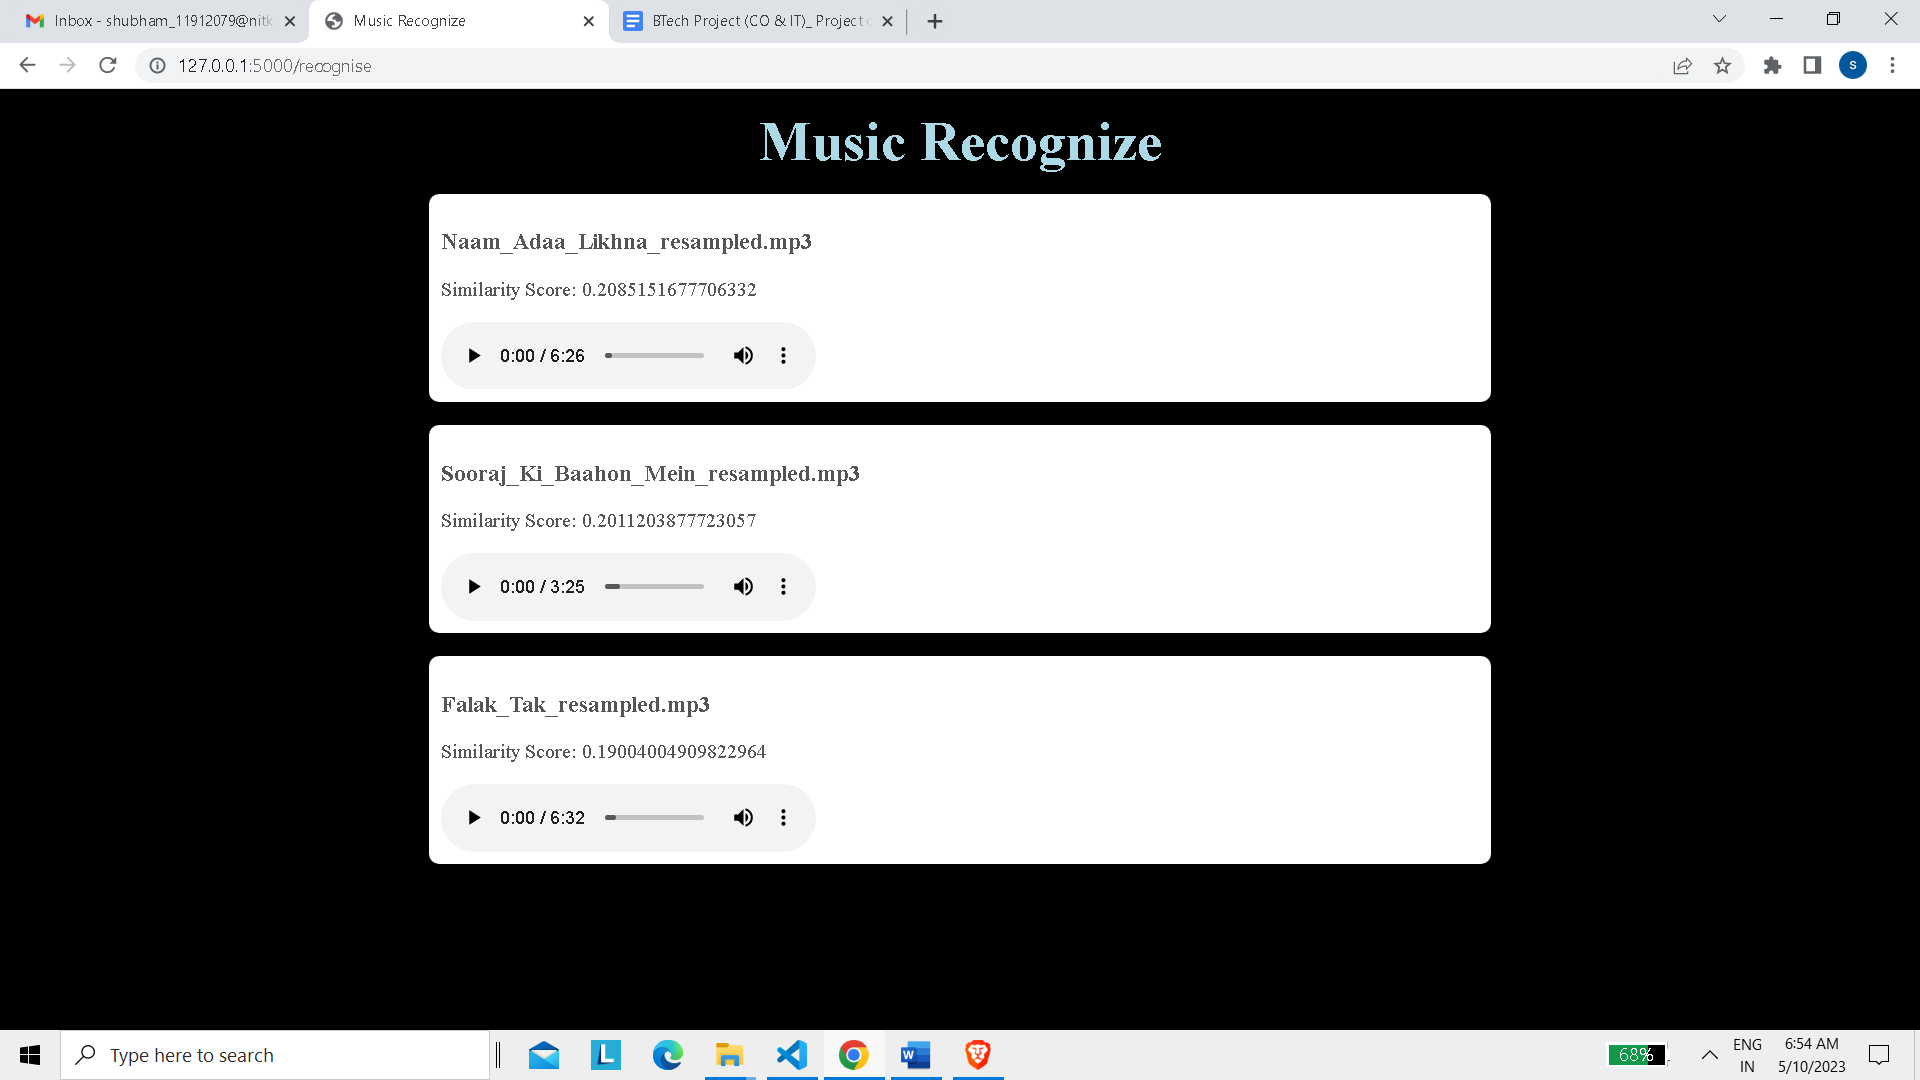 Inbox - shubham_11912079@nitk
Music Recognize
BTech Project (CO & IT)_ Project
127.0.0.1:5000/recognise
S
Music Recognize
Naam_Adaa_Likhna_resampled.mp3
Similarity Score: 0.2085151677706332
0:00 / 6:26
Sooraj_Ki_Baahon_Mein_resampled.mp3
Similarity Score: 0.2011203877723057
0:00 / 3:25
Falak_Tak_resampled.mp3
Similarity Score: 0.19004004909822964
0:00 / 6:32
Type here to search
L
W
68%
ENG
IN
6:54 AM
5/10/2023